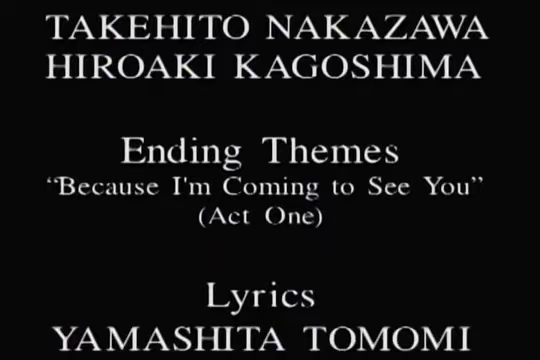 TAKEHITO NAKAZAWA
HIROAKI KAGOSHIMA
Ending Themes
“Because I'm Coming to See You”
(Act One)
Lyrics
YAMASHITA TOMOMI